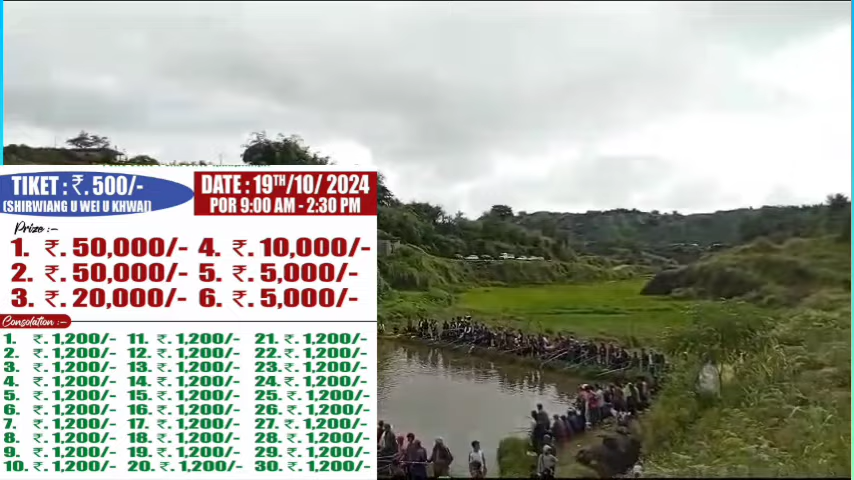 TIKET : ₹. 500/-
(SHIRWIANG U WEI U KHWAI)
DATE : 19TH/10/ 2024
POR 9:00 AM - 2:30 PM
Prize :-
1. ₹. 50,000/- 4. ₹. 10,000/-
2. ₹. 50,000/- 5. ₹. 5,000/-
3. ₹. 20,000/- 6. ₹. 5,000/-
Consolation :-
1. ₹. 1,200/- 11. ₹. 1,200/- 21. ₹. 1,200/-
2. ₹. 1,200/- 12. ₹. 1,200/- 22. ₹. 1,200/-
3. ₹. 1,200/- 13. ₹. 1,200/- 23. ₹. 1,200/-
4. ₹. 1,200/- 14. ₹. 1,200/- 24. ₹. 1,200/-
5. ₹. 1,200/- 15. ₹. 1,200/- 25. ₹. 1,200/-
6. ₹. 1,200/- 16. ₹. 1,200/- 26. ₹. 1,200/-
7. ₹. 1,200/- 17. ₹. 1,200/- 27. ₹. 1,200/-
8. ₹. 1,200/- 18. ₹. 1,200/- 28. ₹. 1,200/-
9. ₹. 1,200/- 19. ₹. 1,200/- 29. ₹. 1,200/-
10. ₹. 1,200/- 20. ₹. 1,200/- 30. ₹. 1,200/-